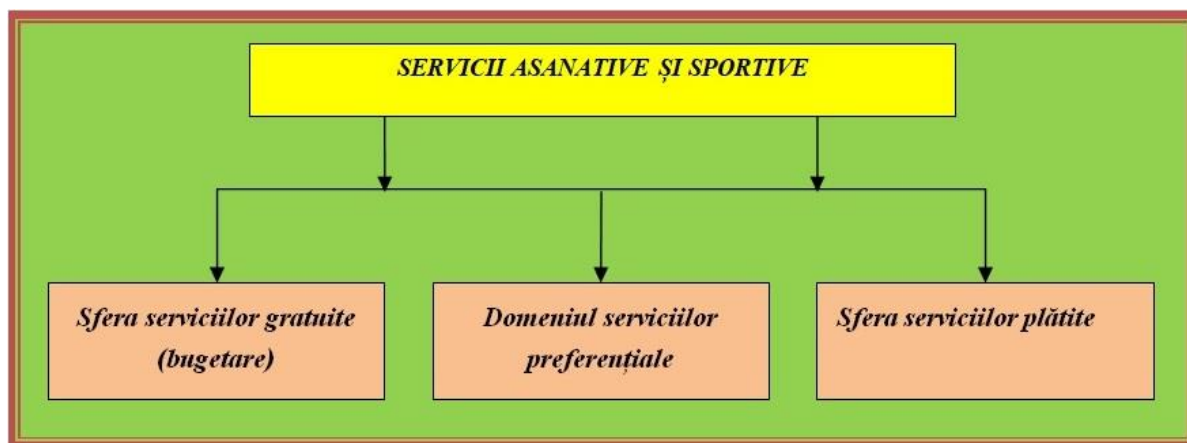 SERVICII ASANATIVE ȘI SPORTIVE
Sfera serviciilor gratuite
(bugetare)
Domeniul serviciilor
preferențiale
Sfera serviciilor plătite